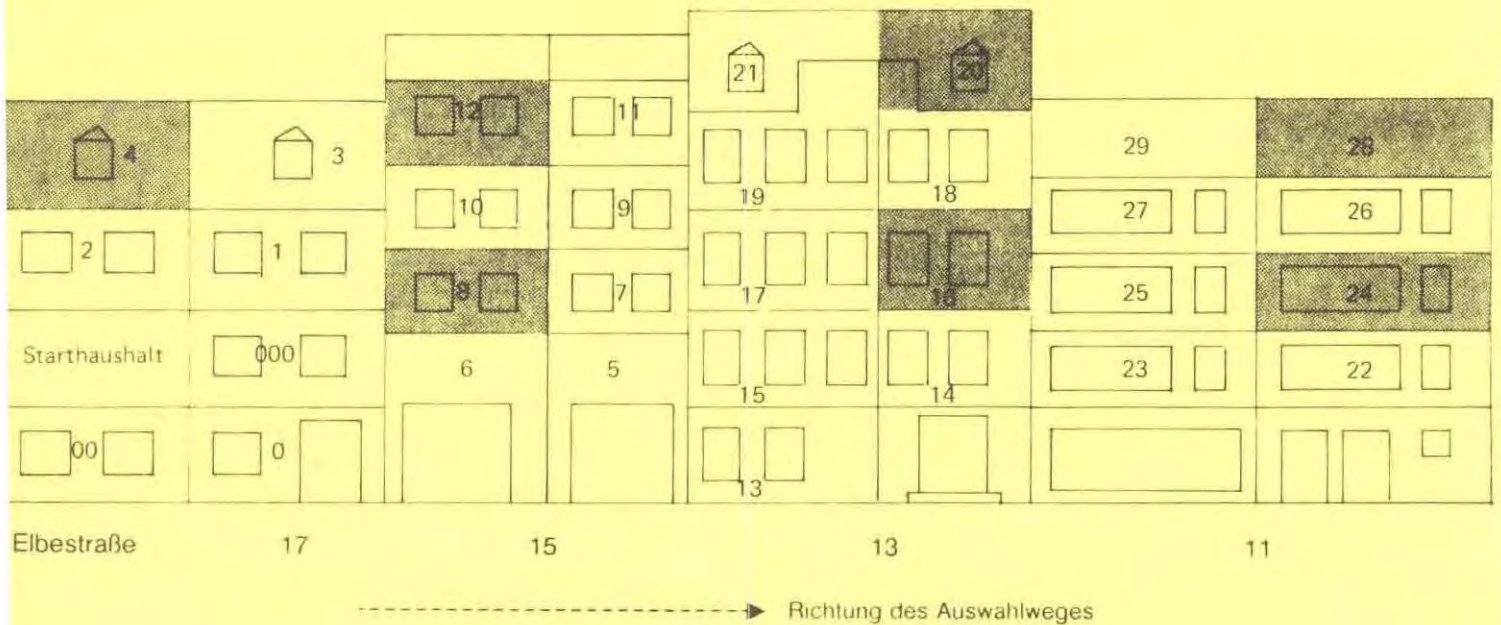 21 20
12 11
4 3 29 28
19 18
10 9 27 26
2 1
8 7 17 16 25 24
Starthaushalt 000 6 5 23 22
15 14
00 0
13
Elbestraße 17 15 13 11
Richtung des Auswahlweges